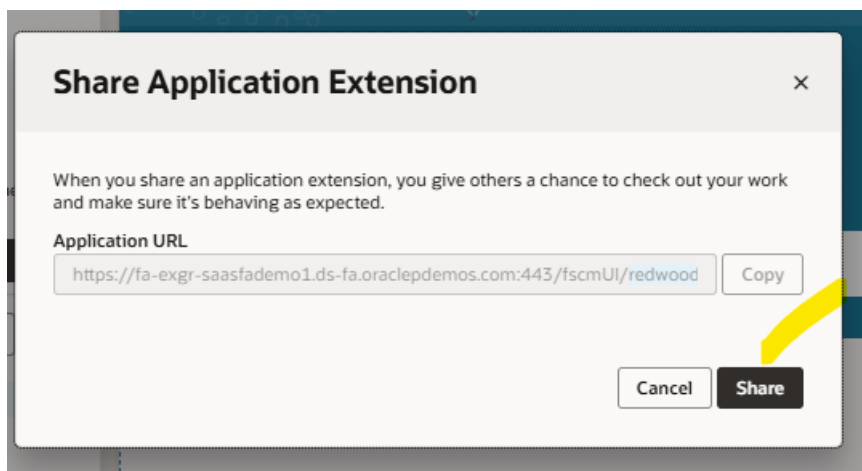 Share Application Extension
When you share an application extension, you give others a chance to check out your work
and make sure it's behaving as expected.
Application URL
https://fa-exgr-saasfademo1.ds-fa.oraclepdemos.com:443/fscmUI/redwood
Copy
Cancel
Share